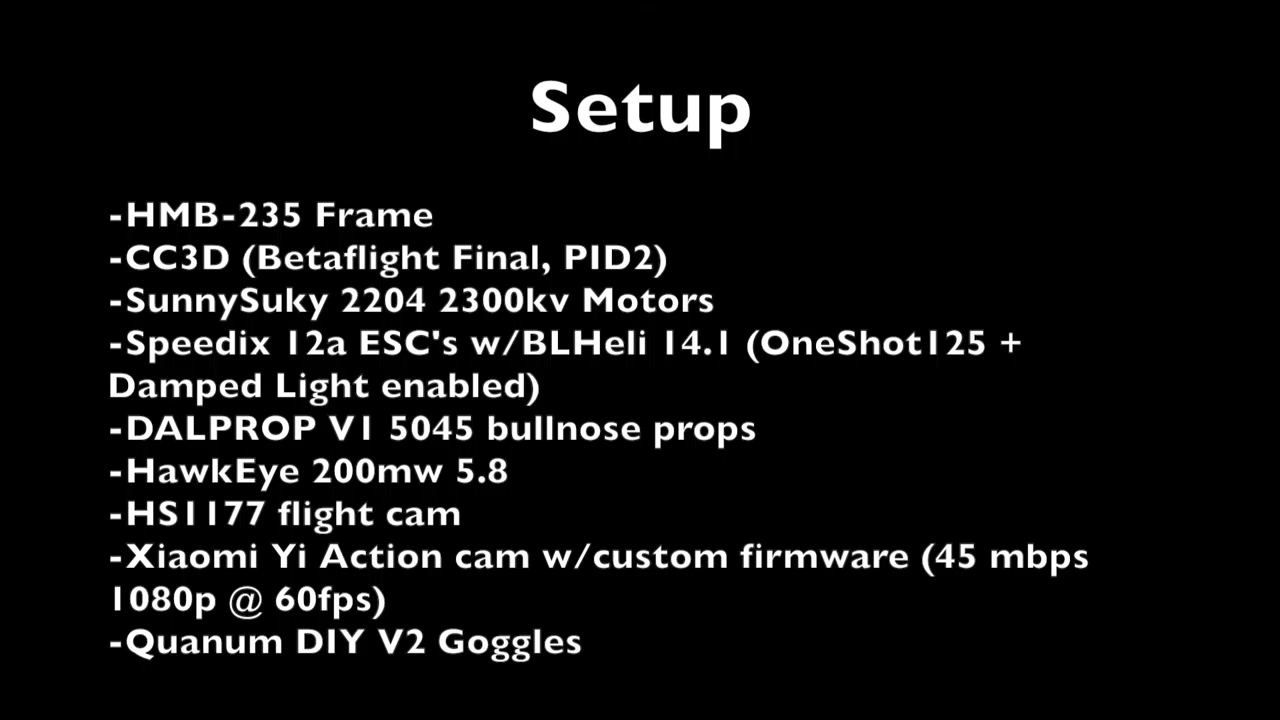 Setup
-HMB-235 Frame
-CC3D (Betaflight Final, PID2)
-SunnySuky 2204 2300kv Motors
-Speedix 12a ESC's w/BLHeli 14.1 (OneShot125 +
Damped Light enabled)
-DALPROP V1 5045 bullnose props
-HawkEye 200mw 5.8
-HS1177 flight cam
-Xiaomi Yi Action cam w/custom firmware (45 mbps
1080p @ 60fps)
-Quanum DIY V2 Goggles